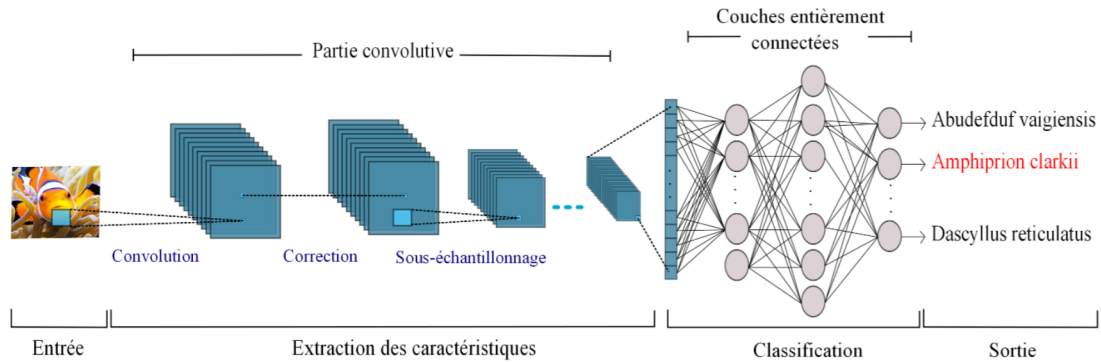 Couches entièrement
connectées
Partie convolutive
Abudefduf vaigiensis
Amphiprion clarkii
Dascyllus reticulatus
Convolution
Correction
Sous-échantillonnage
Entrée
Extraction des caractéristiques
Classification
Sortie